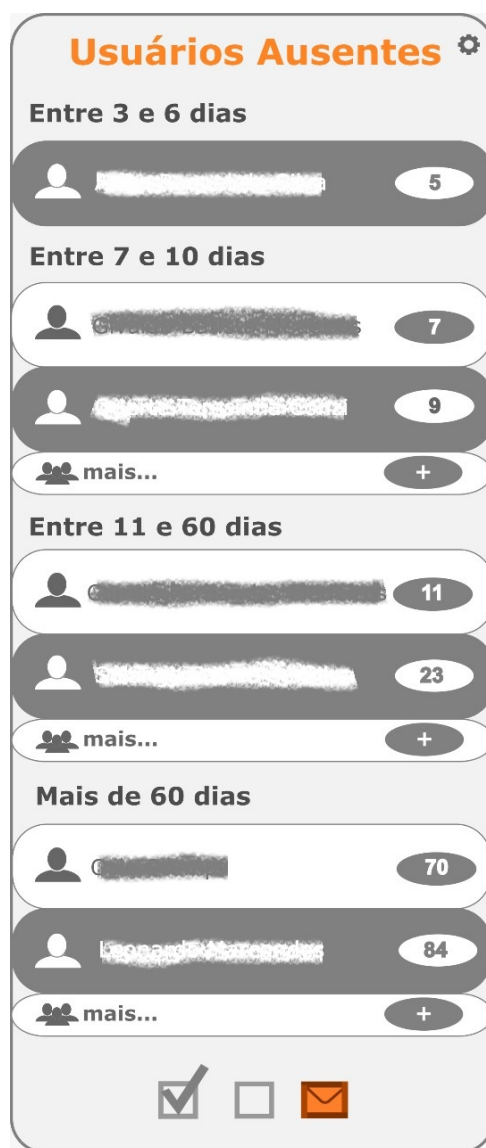 Usuários Ausentes
Entre 3 e 6 dias
5
Entre 7 e 10 dias
7
9
mais...
+
Entre 11 e 60 dias
11
23
mais...
+
Mais de 60 dias
70
84
mais...
+